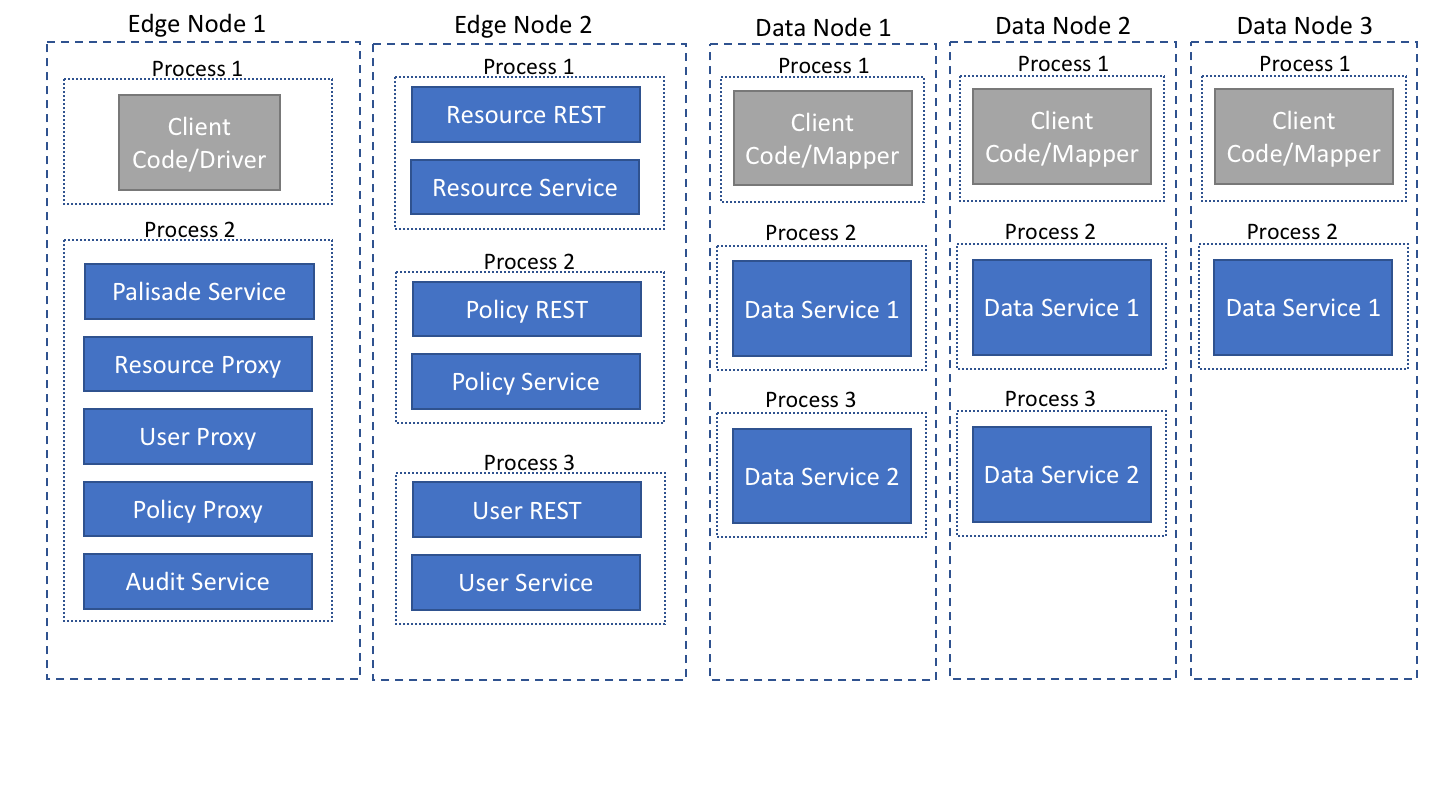 Edge Node 1
Process 1
Client
Code/Driver
Process 2
Palisade Service
Resource Proxy
User Proxy
Policy Proxy
Audit Service
Edge Node 2
Process 1
Resource REST
Resource Service
Process 2
Policy REST
Policy Service
Process 3
User REST
User Service
Data Node 1
Process 1
Client
Code/Mapper
Process 2
Data Service 1
Process 3
Data Service 2
Data Node 2
Process 1
Client
Code/Mapper
Process 2
Data Service 1
Process 3
Data Service 2
Data Node 3
Process 1
Client
Code/Mapper
Process 2
Data Service 1